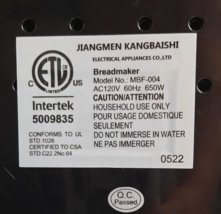 JIANGMEN KANGBAISHI
ELECTRICAL APPLIANCES CO.,LTD
Breadmaker
Model No.: MBF-004
AC120V 60Hz 650W
CAUTION/ATTENTION
HOUSEHOLD USE ONLY
POUR USAGE DOMESTIQUE
SEULEMENT
DO NOT IMMERSE IN WATER
NE PAS IMMERGER
C ETL US
LISTED
Intertek
5009835
CONFORMS TO UL
STD.1026
CERTIFIED TO CSA
STD.C22.2No.64
0522
Q.C.
Passed